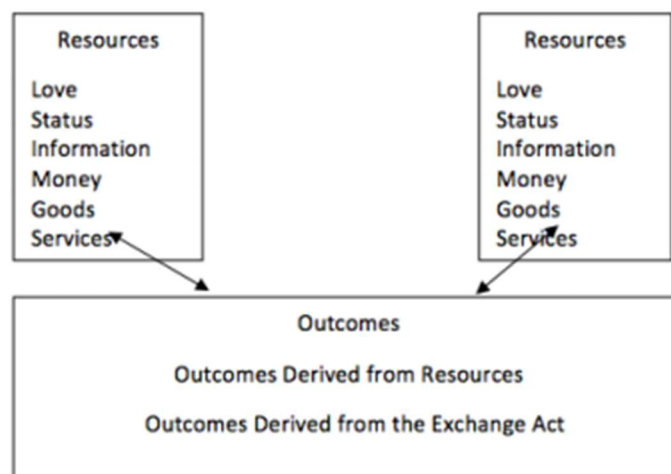 Resources
Love
Status
Information
Money
Goods
Services
Resources
Love
Status
Information
Money
Goods
Services
Outcomes
Outcomes Derived from Resources
Outcomes Derived from the Exchange Act